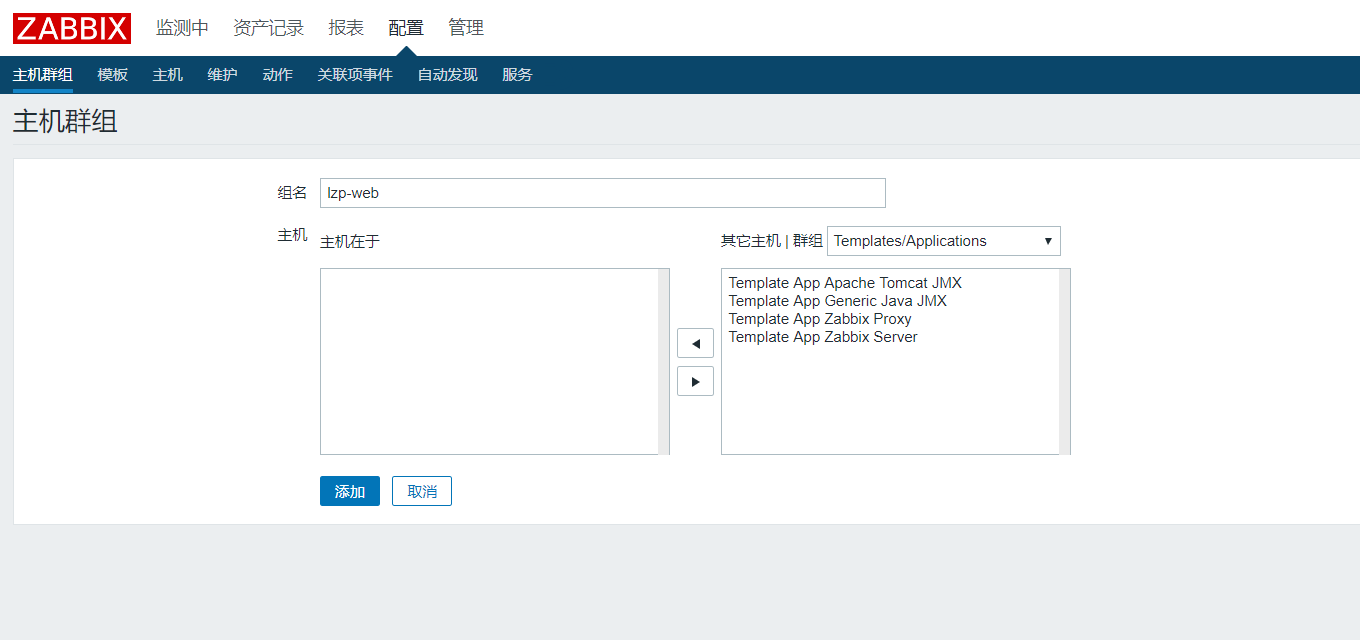 ZABBIX 监测中 资产记录 报表 配置 管理
主机群组 模板 主机 维护 动作 关联项事件 自动发现 服务
主机群组
组名 lzp-web
主机 主机在于 其它主机 | 群组 Templates/Applications
Template App Apache Tomcat JMX
Template App Generic Java JMX
Template App Zabbix Proxy
Template App Zabbix Server
添加 取消